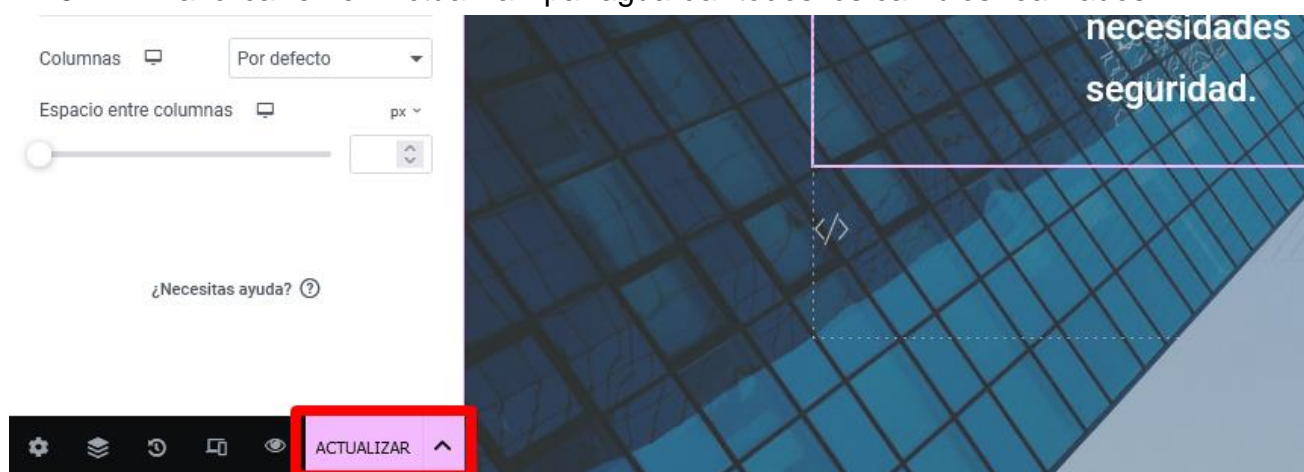 necesidades
Columnas Por defecto
seguridad.
Espacio entre columnas px
</>
¿Necesitas ayuda?
ACTUALIZAR